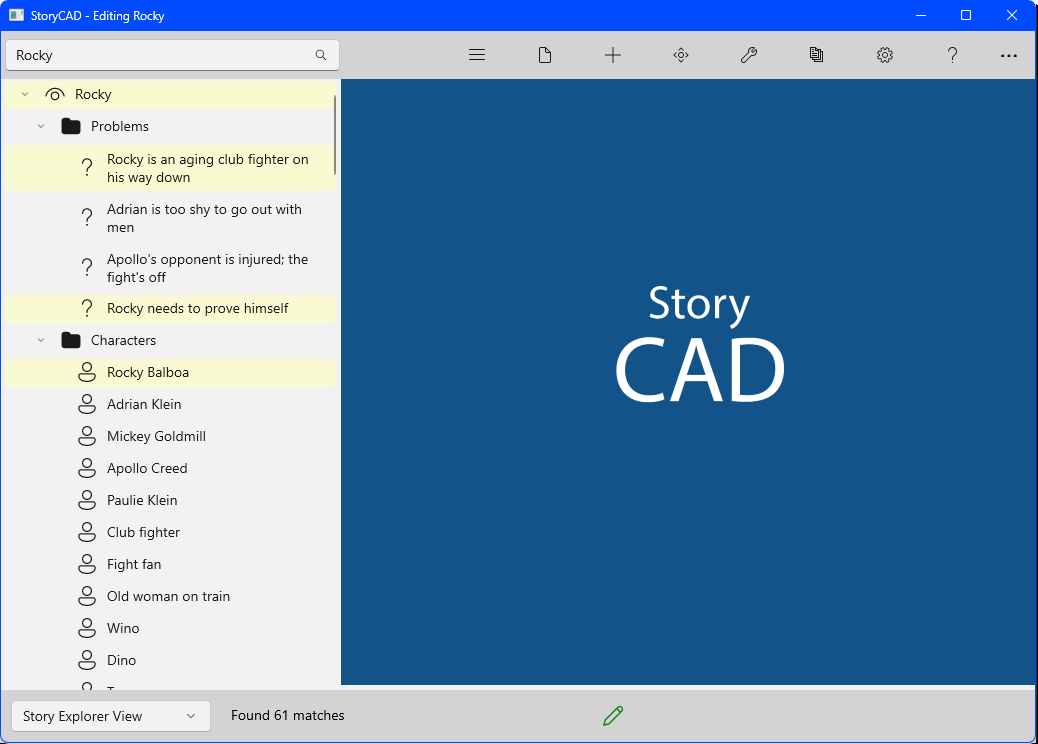 StoryCAD - Editing Rocky
Rocky
Rocky
Problems
Rocky is an aging club fighter on
his way down
Adrian is too shy to go out with
men
Apollo's opponent is injured; the
fight's off
Rocky needs to prove himself
Characters
Rocky Balboa
Adrian Klein
Mickey Goldmill
Apollo Creed
Paulie Klein
Club fighter
Fight fan
Old woman on train
Wino
Dino
Story
CAD
Story Explorer View
Found 61 matches